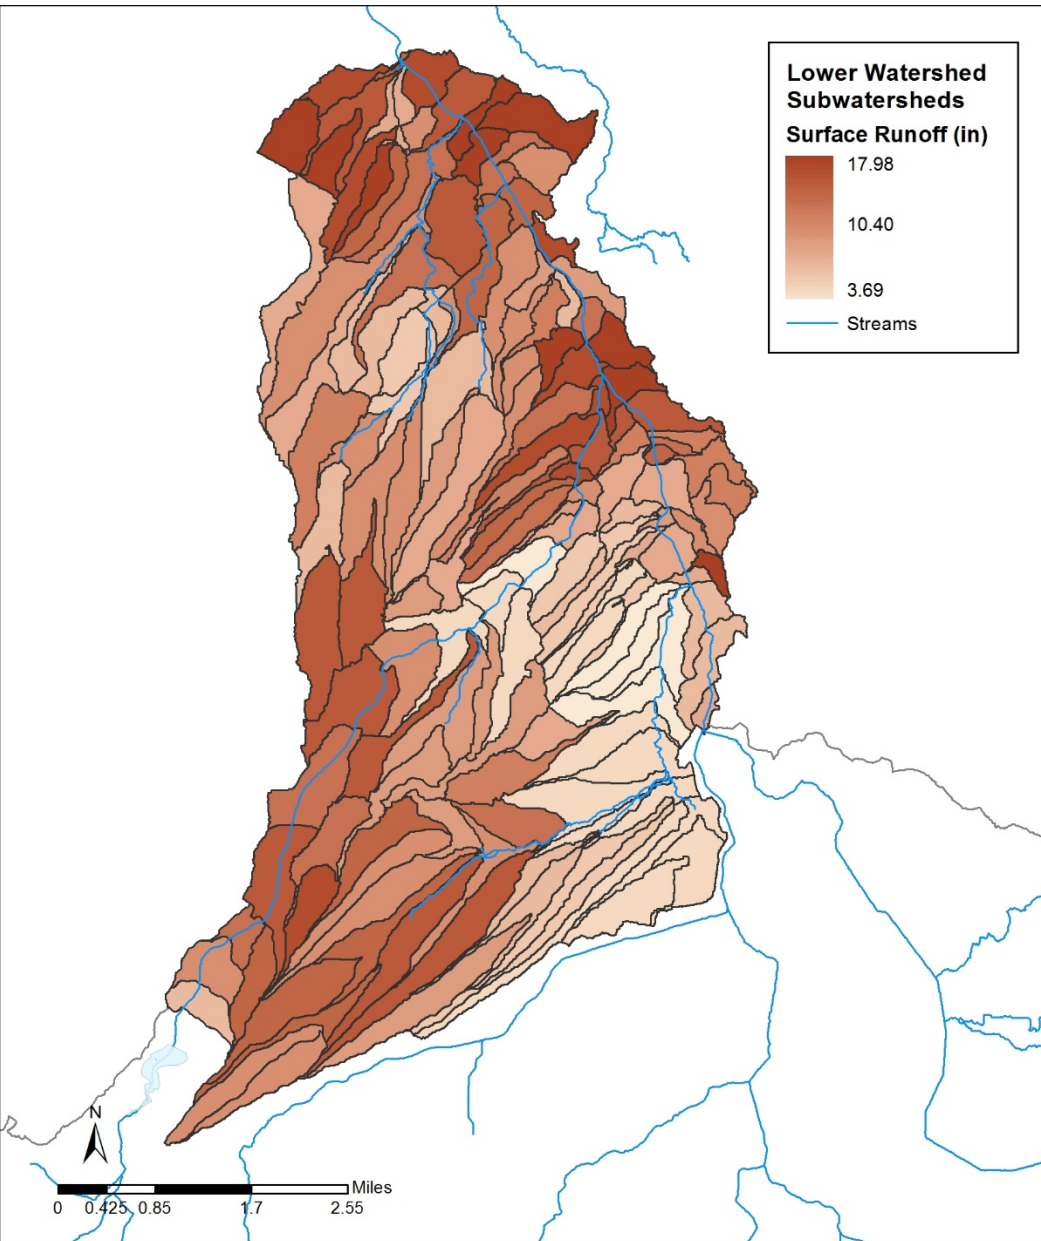 Lower Watershed
Subwatersheds
Surface Runoff (in)
17.98
10.40
3.69
Streams
N
Miles
0 0.425 0.85 1.7 2.55